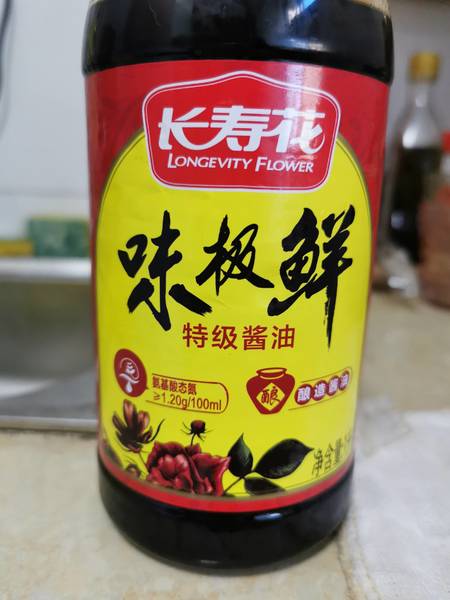 长寿花
LONGEVITY FLOWER
味极鲜
特级酱油
氨基酸态氮
≥1.20g/100ml
酿
酿造酱油
净含量